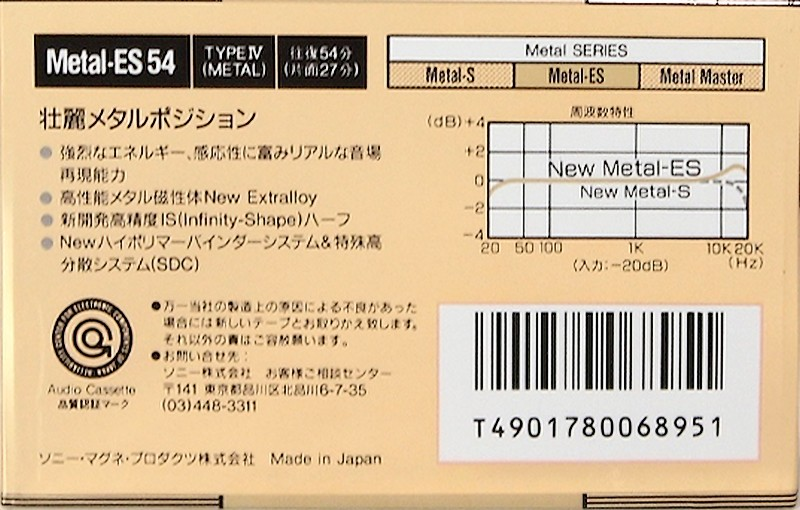 Metal-ES 54
TYPE IV
(METAL)
往復54分
(片面27分)
Metal SERIES
Metal-S Metal-ES Metal Master
壮麗メタルポジション
●強烈なエネルギー、感応性に富みリアルな音場
再現能力
●高性能メタル磁性体New Extralloy
●新開発高精度IS(Infinity-Shape)ハーフ
●Newハイポリマーバインダーシステム&特殊高
分散システム(SDC)
周波数特性
(dB) +4
+2
0
-2
-4
New Metal-ES
New Metal-S
20 50 100 1K 10K 20K
(入力:-20dB) (Hz)
Audio Cassette
品質認証マーク
●万一当社の製造上の原因による不良があった
場合には新しいテープとお取りかえ致します。
それ以外の責はご容赦願います。
●お問い合せ先:
ソニー株式会社 お客様ご相談センター
〒141 東京都品川区北品川6-7-35
(03)448-3311
ソニー・マグネ・プロダクツ株式会社 Made in Japan
T4901780068951